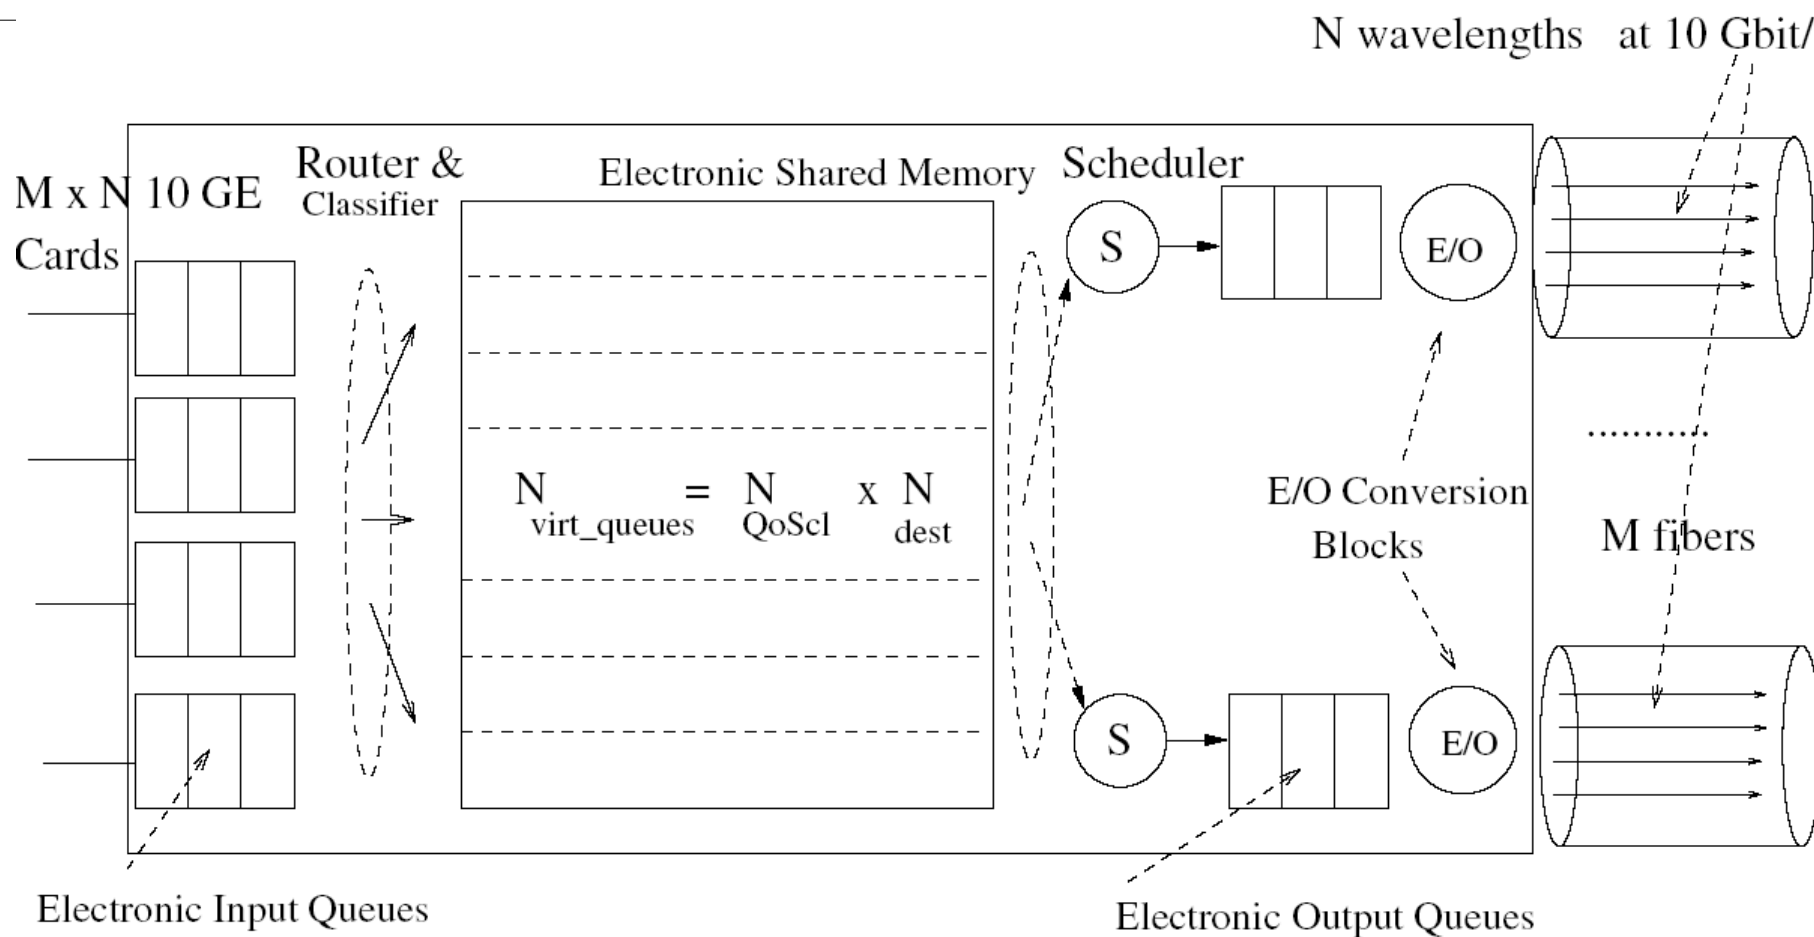 N wavelengths at 10 Gbit/
Router &
Classifier
Electronic Shared Memory
Scheduler
M x N 10 GE
Cards
S
E/O
N virt_queues = N QoScl x N dest
E/O Conversion
Blocks
...........
M fibers
S
E/O
Electronic Input Queues
Electronic Output Queues